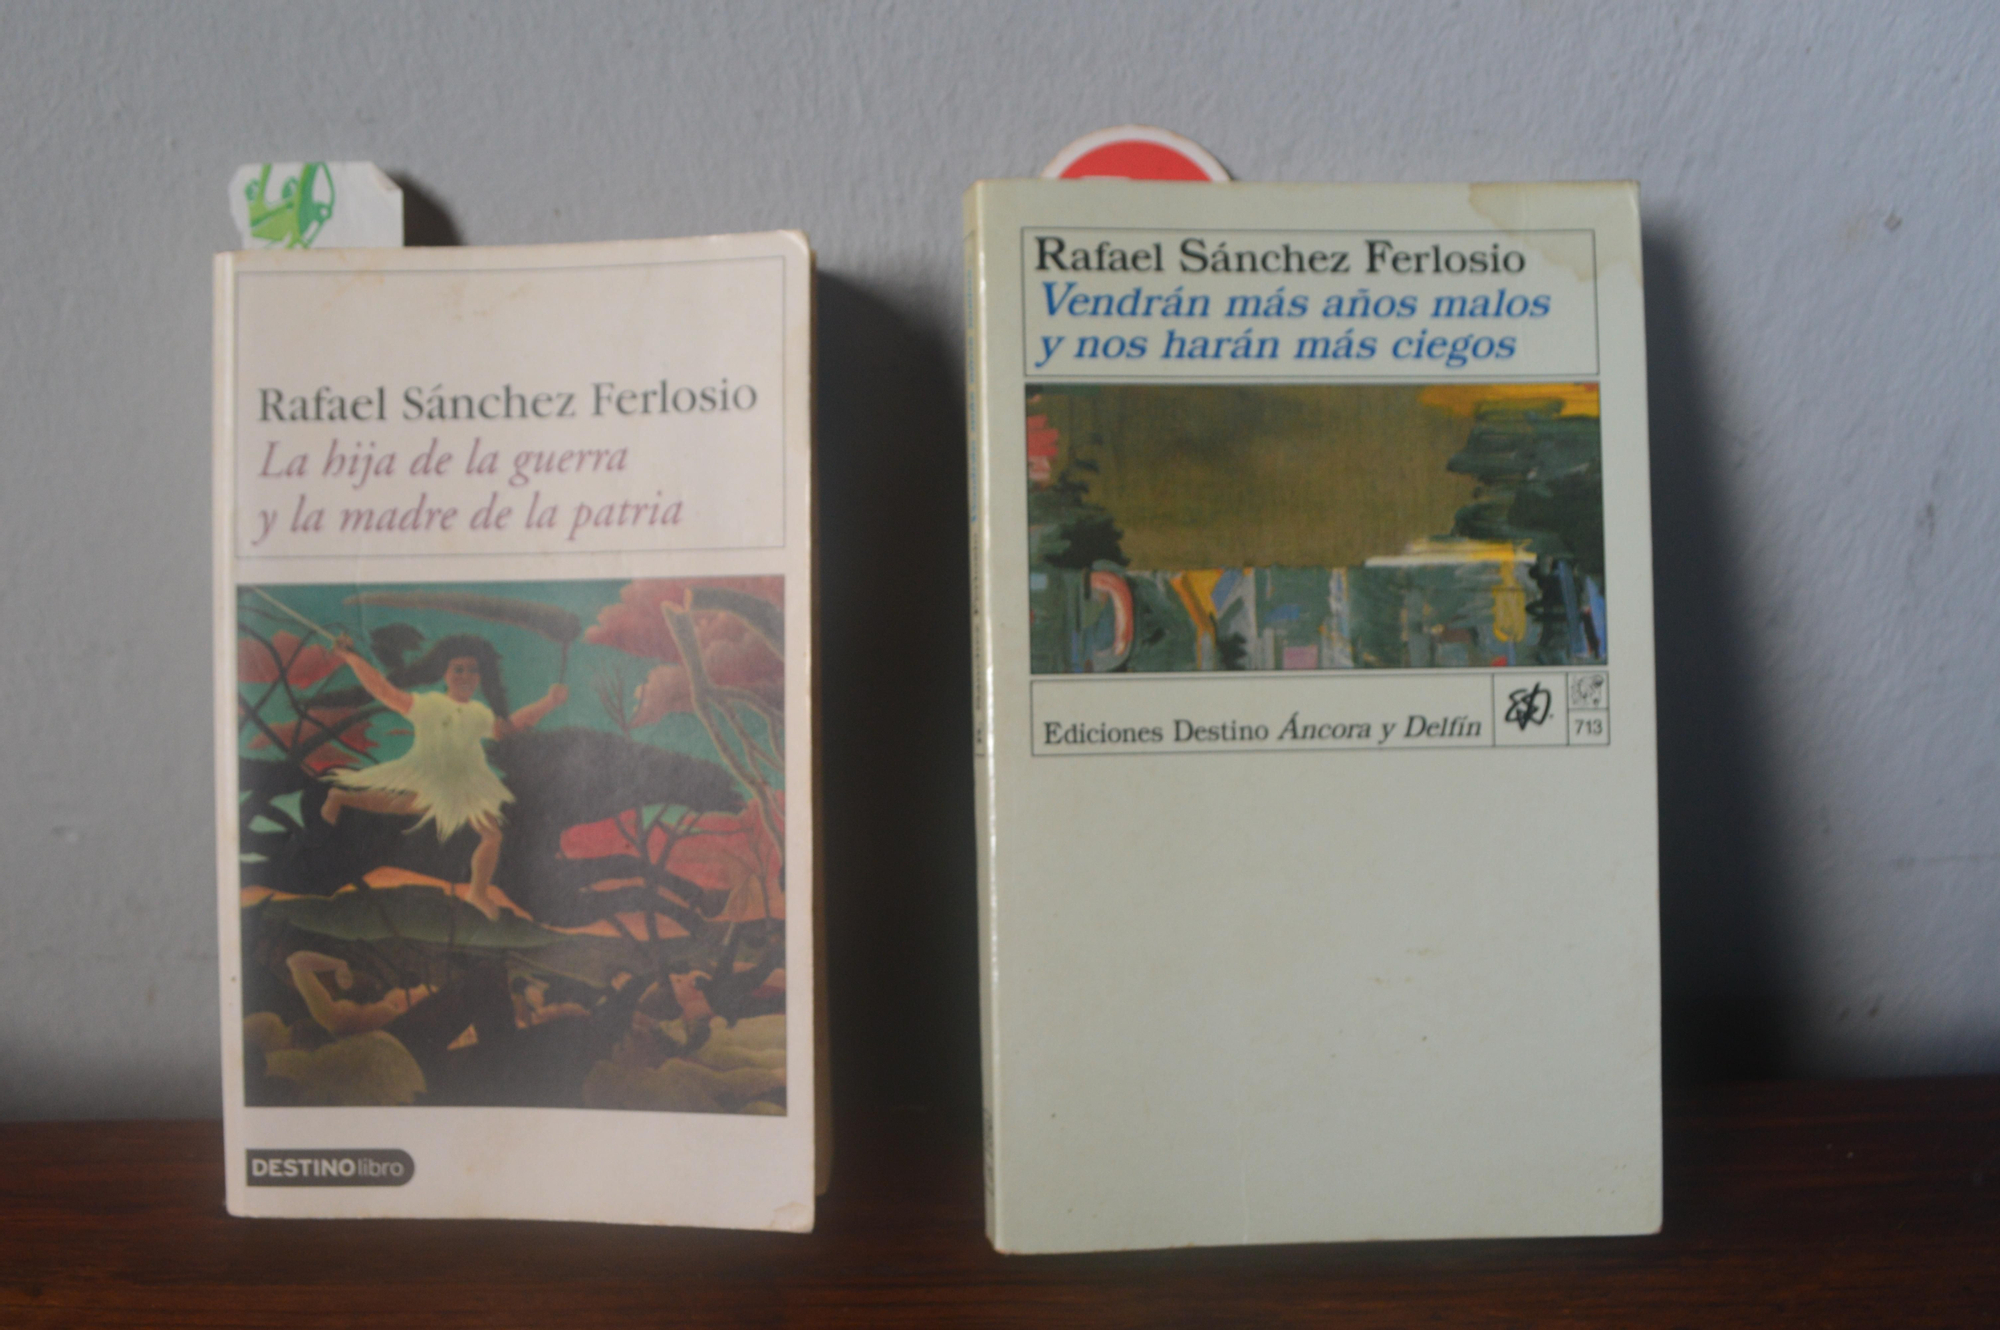 Rafael Sánchez Ferlosio
La hija de la guerra
y la madre de la patria
DESTINOlibro
Rafael Sánchez Ferlosio
Vendrán más años malos
y nos harán más ciegos
Ediciones Destino Áncora y Delfín
713